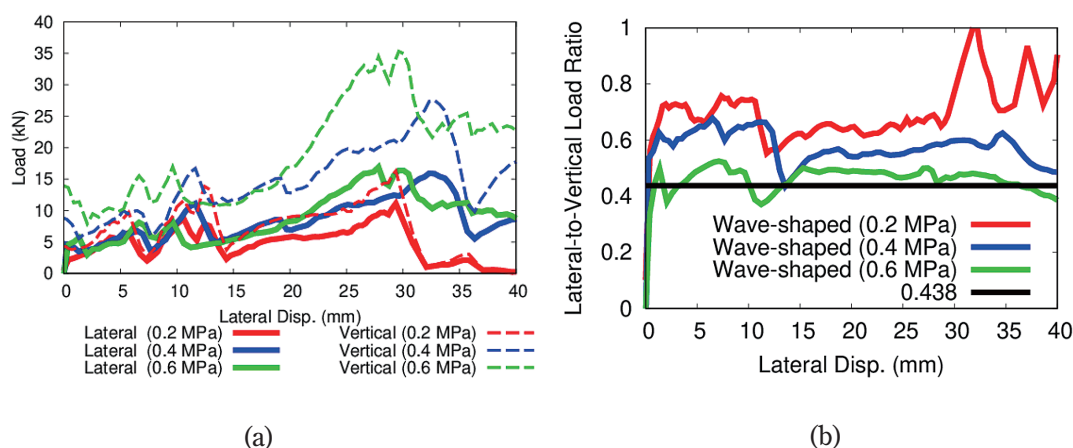 40
35
30
25
20
15
10
5
0
Load (kN)
0 5 10 15 20 25 30 35 40
Lateral Disp. (mm)
Lateral (0.2 MPa)
Lateral (0.4 MPa)
Lateral (0.6 MPa)
Vertical (0.2 MPa)
Vertical (0.4 MPa)
Vertical (0.6 MPa)
(a)
1
0.8
0.6
0.4
0.2
0
Lateral-to-Vertical Load Ratio
Wave-shaped (0.2 MPa)
Wave-shaped (0.4 MPa)
Wave-shaped (0.6 MPa)
0.438
0 5 10 15 20 25 30 35 40
Lateral Disp. (mm)
(b)